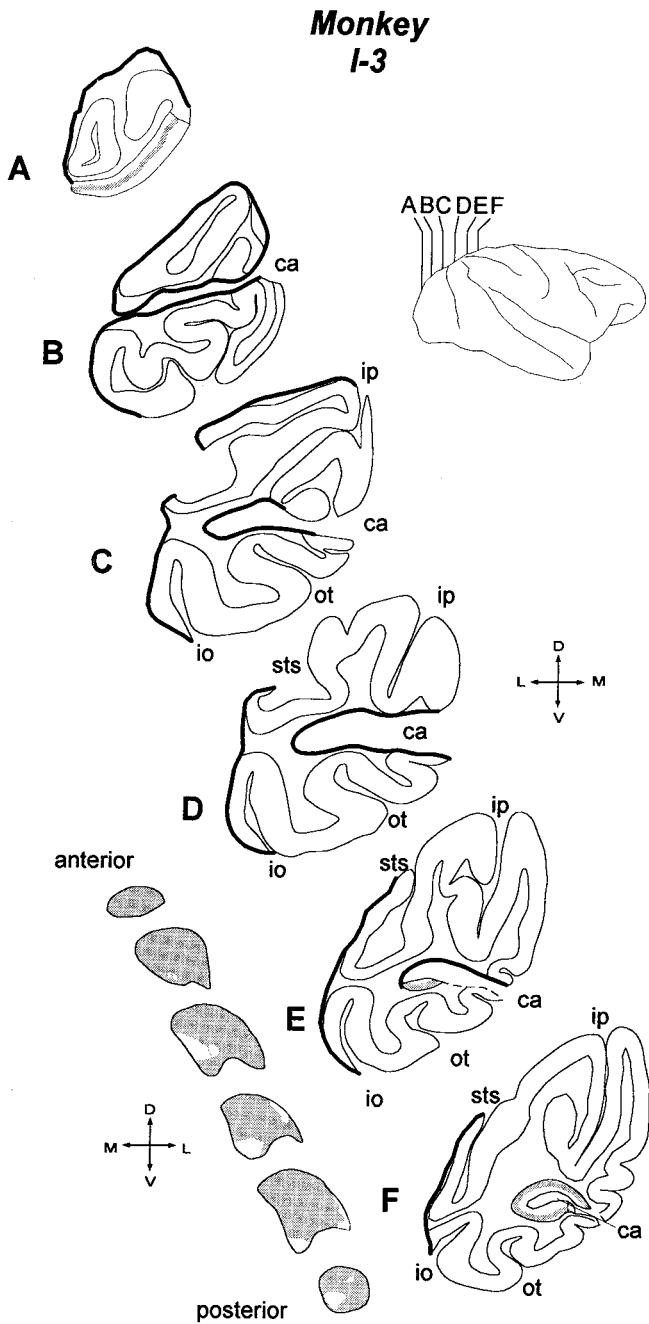 Monkey
I-3
A
ABCDEF
ca
B
ip
ca
C
ot
ip
io
sts
D
L M
V
ca
D
ot
ip
io
sts
anterior
ca
E
ot
ip
io
sts
D
M L
V
F
ca
io
ot
posterior